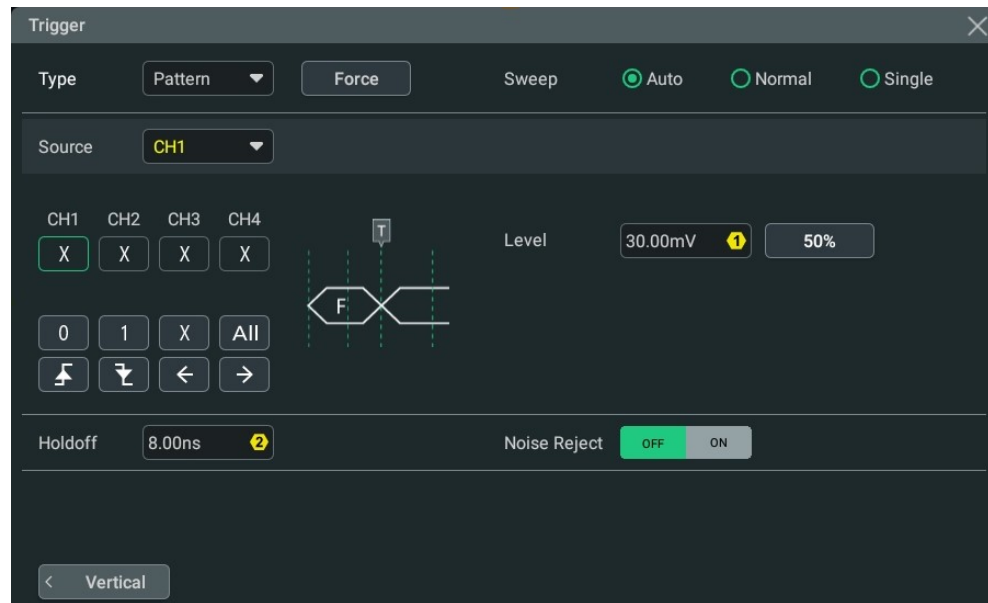 Trigger
Type Pattern Force Sweep Auto Normal Single
Source CH1
CH1 CH2 CH3 CH4
X X X X
T
F
Level 30.00mV 1 50%
0 1 X All
Holdoff 8.00ns 2 Noise Reject OFF ON
< Vertical